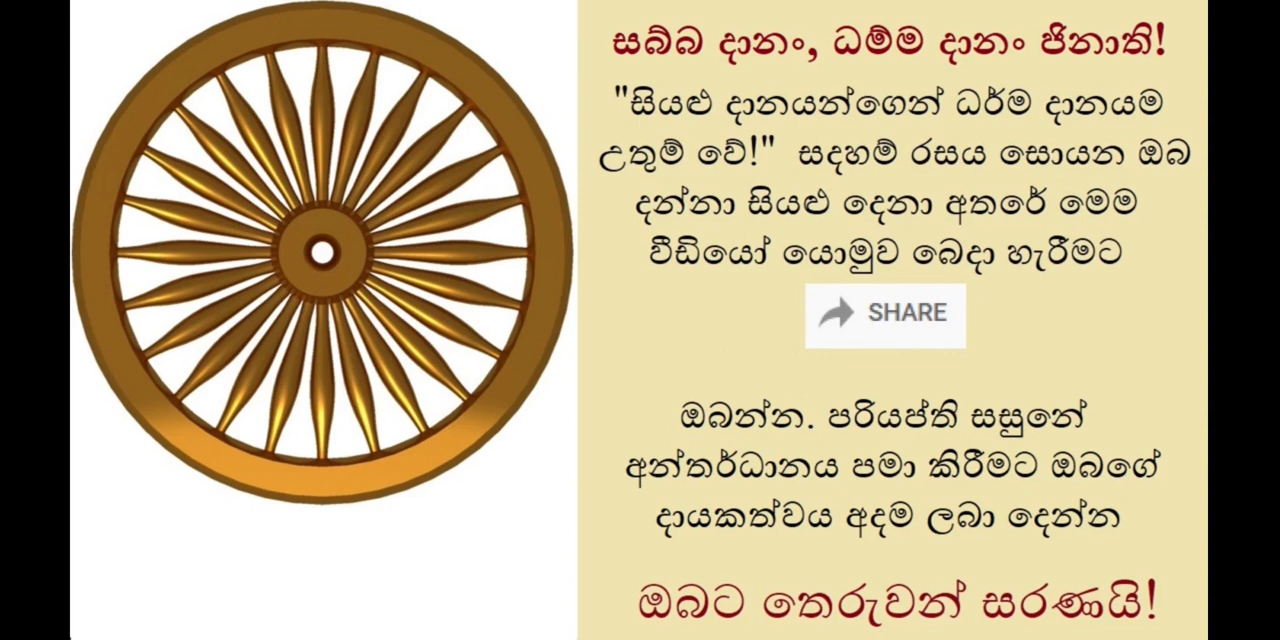 සබ්බ දානං, ධම්ම දානං ජිනාති!
"සියළු දානයන්ගෙන් ධර්ම දානයම
උතුම් වේ!" සදහම් රසය සොයන ඔබ
දන්නා සියළු දෙනා අතරේ මෙම
වීඩියෝ යොමුව බෙදා හැරීමට
SHARE
ඔබන්න. පරියප්ති සසුනේ
අන්තර්ධානය පමා කිරීමට ඔබගේ
දායකත්වය අදම ලබා දෙන්න
ඔබට තෙරුවන් සරණයි!